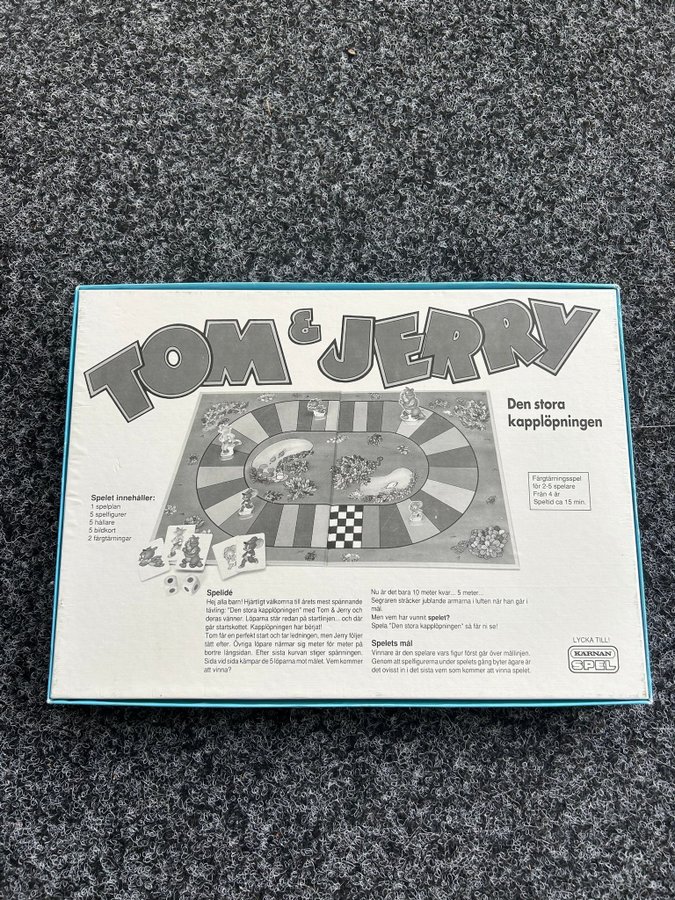 TOM & JERRY
Den stora
kapplöpningen
Färgtärningsspel
för 2-5 spelare
Från 4 år
Speltid ca 15 min.
Spelet innehåller:
1 spelplan
5 spelfigurer
5 hållare
5 bildkort
2 färgtärningar
Spelidé
Hej alla barn! Hjärtligt välkomna till årets mest spännande
tävling: "Den stora kapplöpningen" med Tom & Jerry och
deras vänner. Löparna står redan på startlinjen... och där
går startskottet. Kapplöpningen har börjat!
Tom får en perfekt start och tar ledningen, men Jerry följer
tätt efter. Övriga löpare närmar sig meter för meter på
bortre långsidan. Efter sista kurvan stiger spänningen.
Sida vid sida kämpar de 5 löparna mot målet. Vem kommer
att vinna?
Nu är det bara 10 meter kvar... 5 meter...
Segraren sträcker jublande armarna i luften när han går i
mål.
Men vem har vunnit spelet?
Spela "Den stora kapplöpningen" så får ni se!
Spelets mål
Vinnare är den spelare vars figur först går över mållinjen.
Genom att spelfigurerna under spelets gång byter ägare är
det ovisst in i det sista vem som kommer att vinna spelet.
LYCKA TILL!
KÄRNAN
SPEL